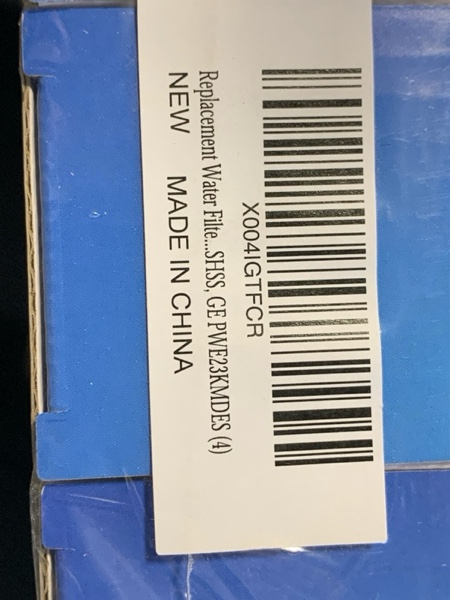 X004IGTFCR
Replacement Water Filte...SHSS, GE PWE23KMDES (4)
NEW MADE IN CHINA